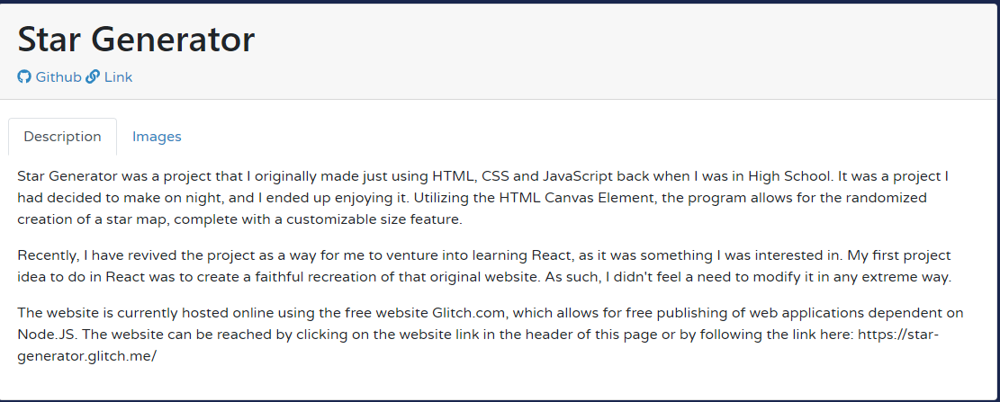 Star Generator
Github Link
Description Images
Star Generator was a project that I originally made just using HTML, CSS and JavaScript back when I was in High School. It was a project I
had decided to make on night, and I ended up enjoying it. Utilizing the HTML Canvas Element, the program allows for the randomized
creation of a star map, complete with a customizable size feature.
Recently, I have revived the project as a way for me to venture into learning React, as it was something I was interested in. My first project
idea to do in React was to create a faithful recreation of that original website. As such, I didn't feel a need to modify it in any extreme way.
The website is currently hosted online using the free website Glitch.com, which allows for free publishing of web applications dependent on
Node.JS. The website can be reached by clicking on the website link in the header of this page or by following the link here: https://star-
generator.glitch.me/